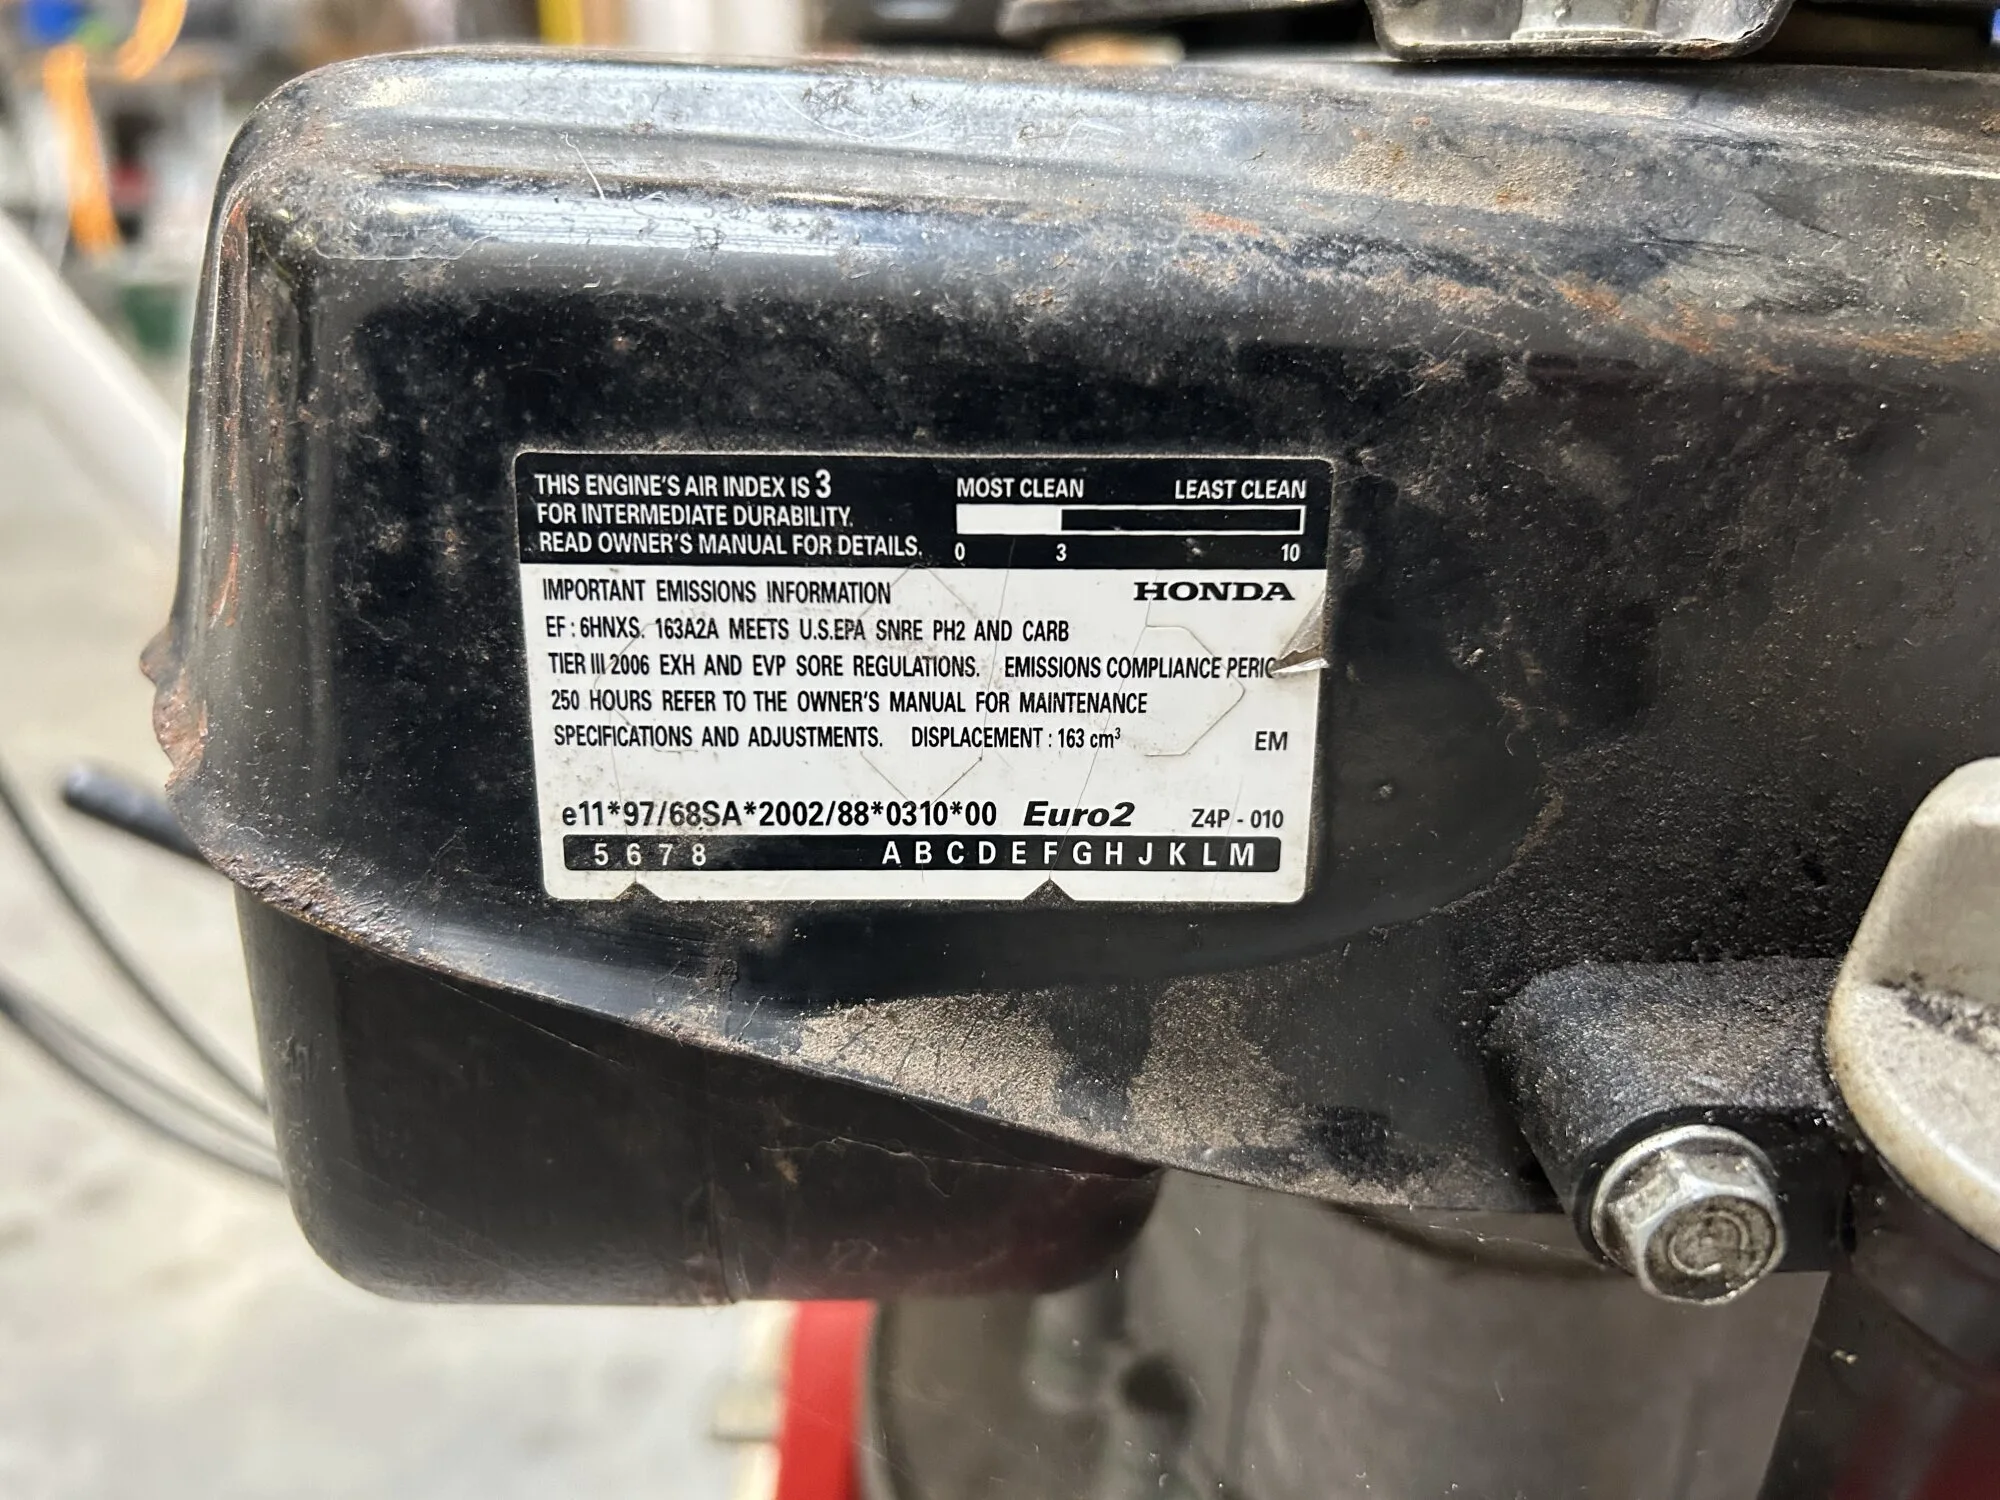 THIS ENGINE'S AIR INDEX IS 3
FOR INTERMEDIATE DURABILITY.
READ OWNER'S MANUAL FOR DETAILS.
MOST CLEAN LEAST CLEAN
0 3 10
IMPORTANT EMISSIONS INFORMATION HONDA
EF : 6HNXS. 163A2A MEETS U.S.EPA SNRE PH2 AND CARB
TIER III 2006 EXH AND EVP SORE REGULATIONS. EMISSIONS COMPLIANCE PERIO
250 HOURS REFER TO THE OWNER'S MANUAL FOR MAINTENANCE
SPECIFICATIONS AND ADJUSTMENTS. DISPLACEMENT : 163 cm³ EM
e11*97/68SA*2002/88*0310*00 Euro2 Z4P - 010
5 6 7 8 A B C D E F G H J K L M